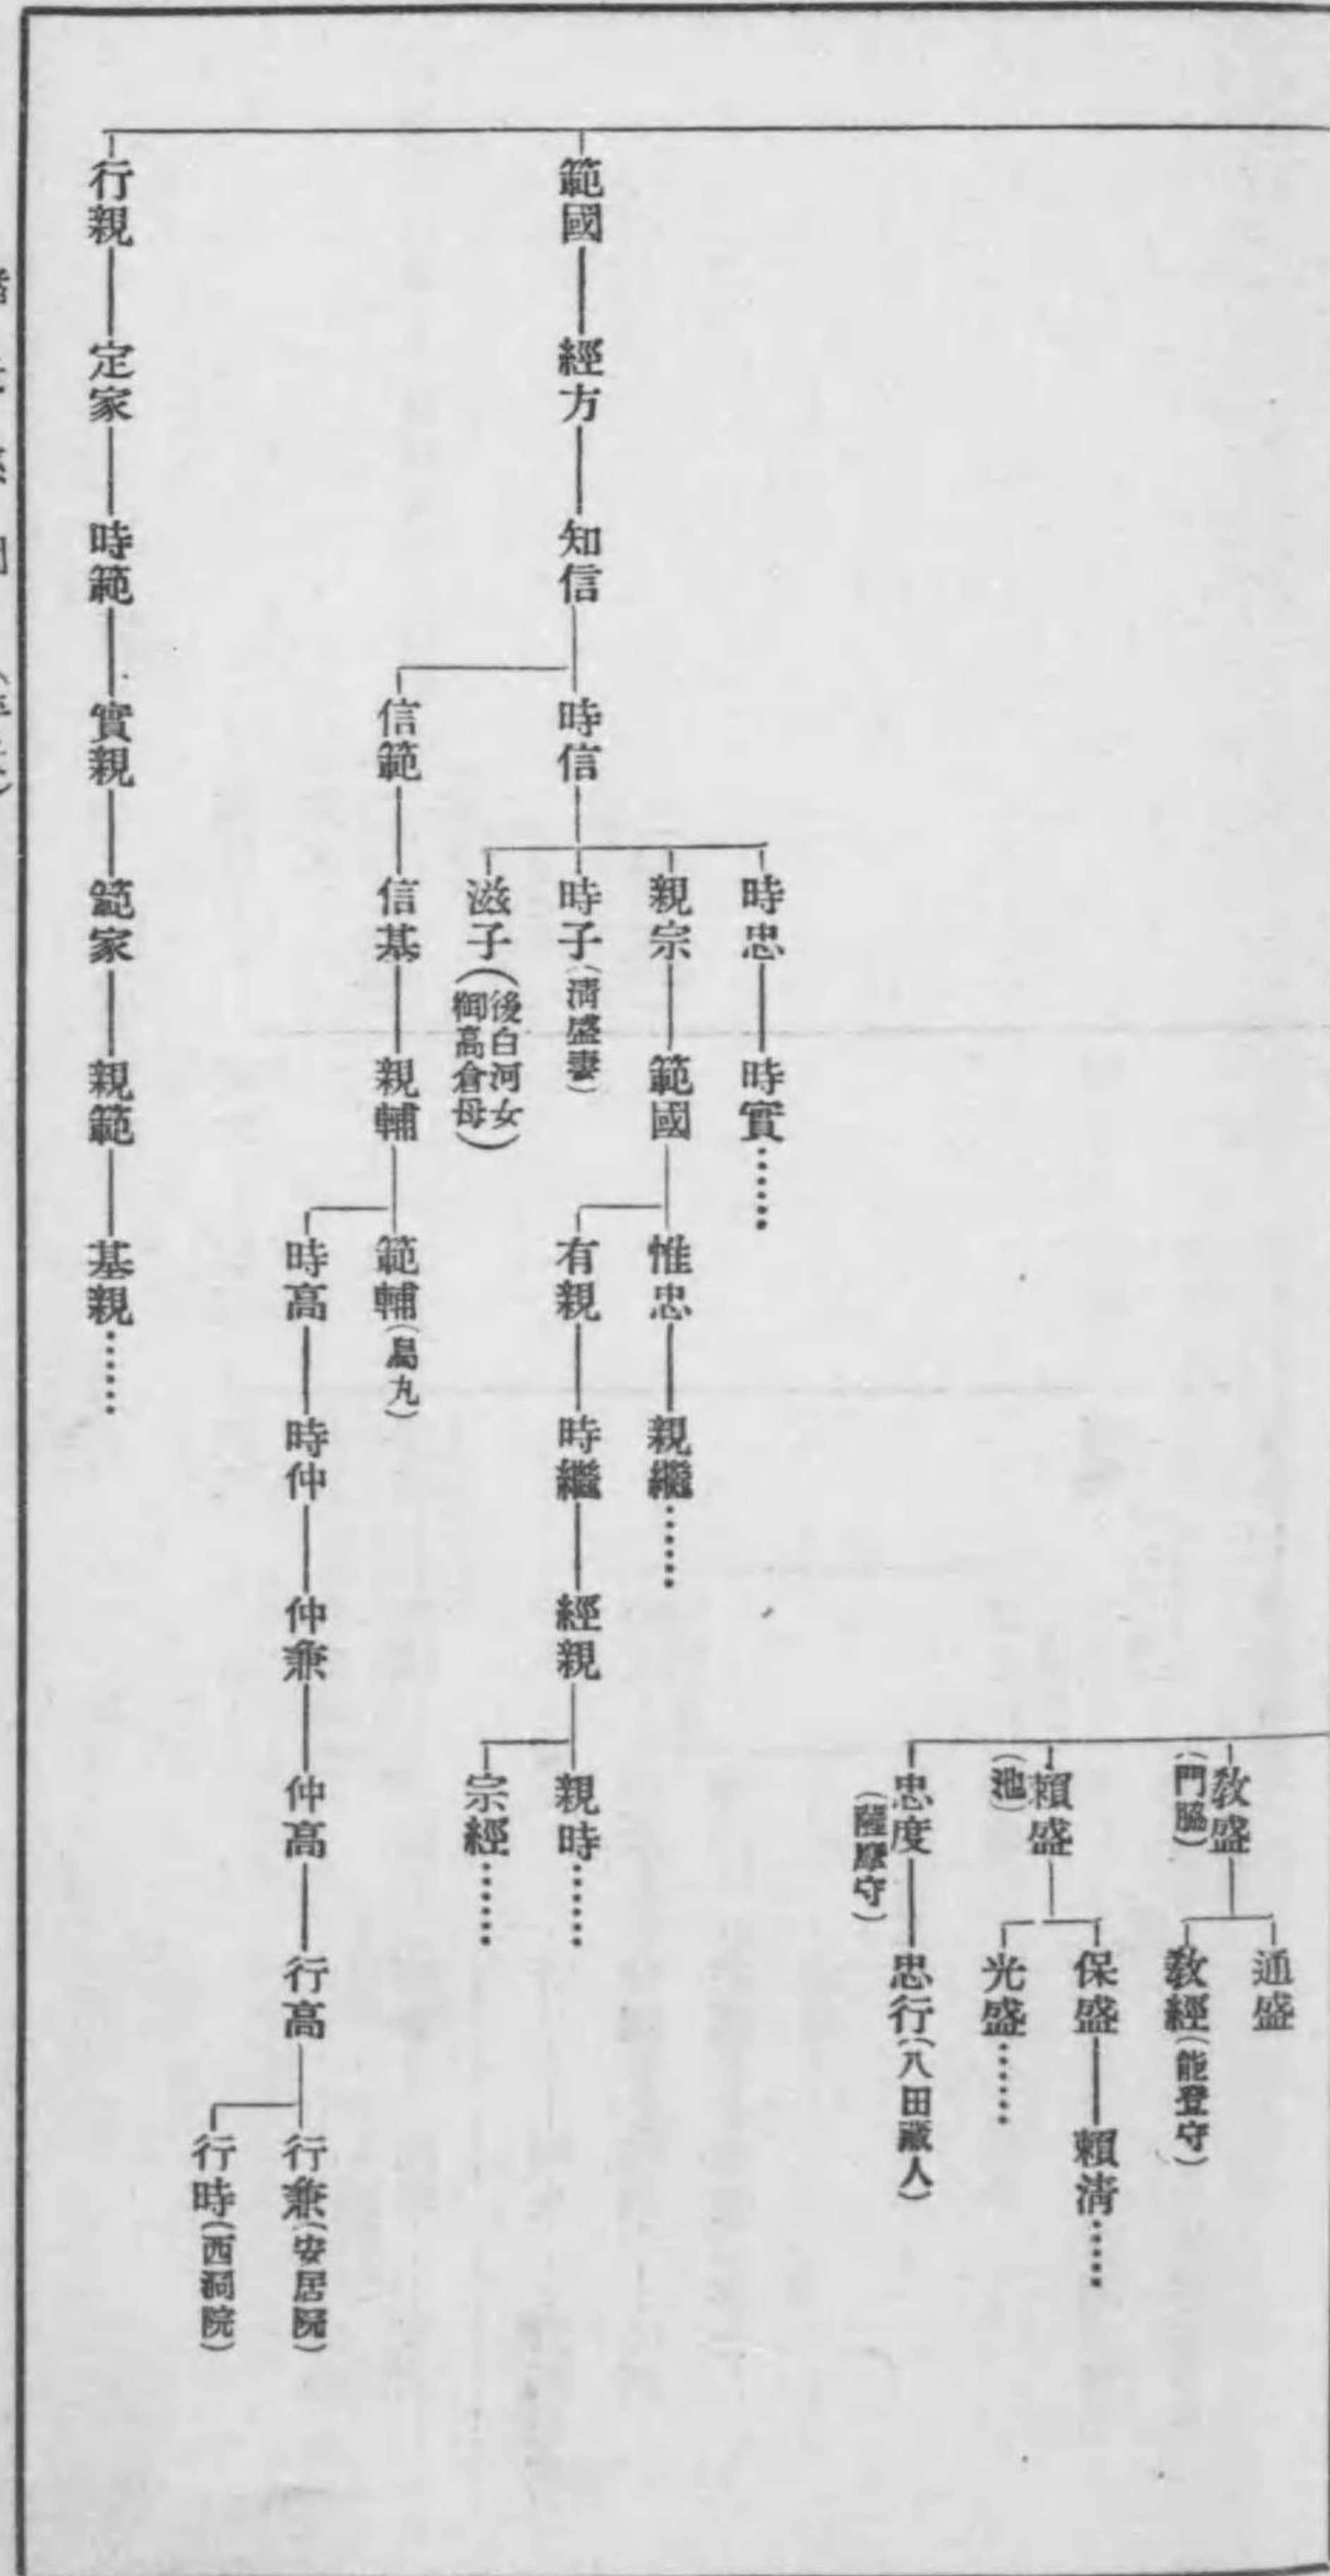 通盛
敎盛
(門脇)
敎經(能登守)
保盛
賴淸……
賴盛
(池)
光盛……
忠度
(薩摩守)
忠行(八田藏人)
時忠
時實……
範國
經方
知信
時信
親宗
範國
惟忠
親繼……
有親
時繼
經親
親時……
宗經……
時子(淸盛妻)
滋子(後白河女
御高倉母)
信範
信基
親輔
範輔(烏丸)
時高
時仲
仲兼
仲高
行高
行兼(安居院)
行時(西洞院)
行親
定家
時範
實親
範家
親範
基親……